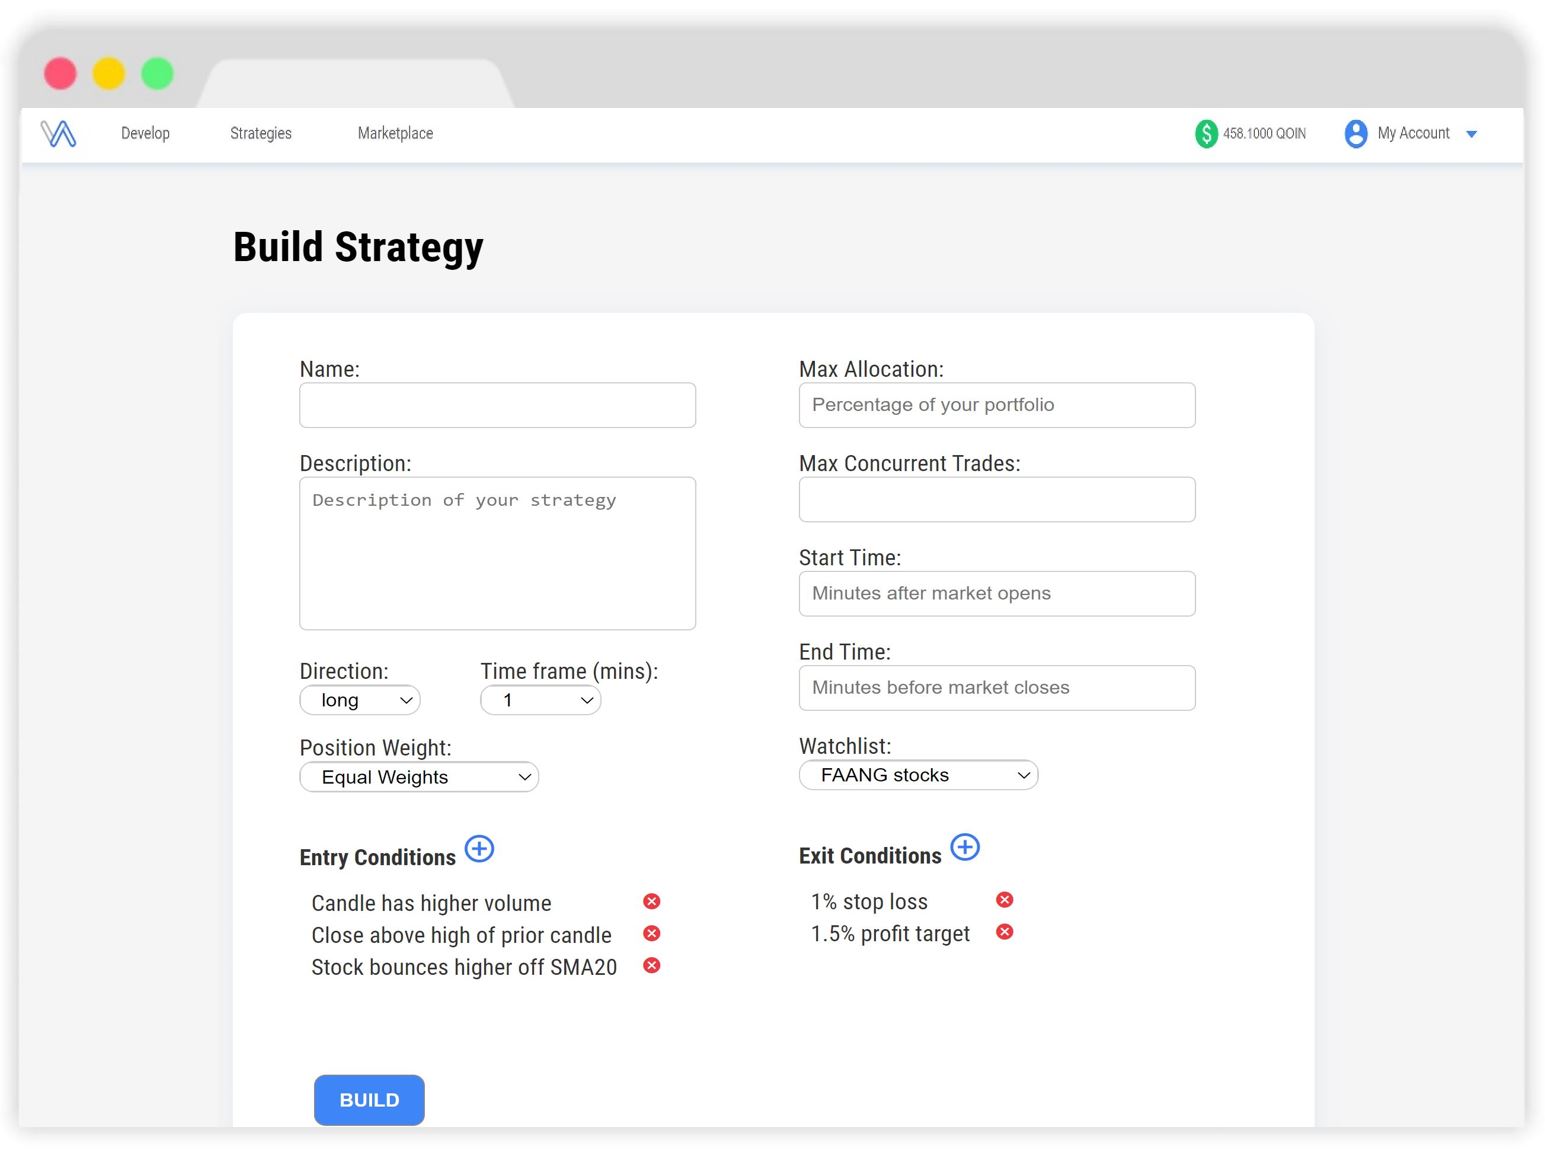 Develop
Strategies
Marketplace
458.1000 QOIN
My Account
Build Strategy
Name:
Description:
Description of your strategy
Direction:
long
Time frame (mins):
1
Position Weight:
Equal Weights
Entry Conditions
Candle has higher volume
Close above high of prior candle
Stock bounces higher off SMA20
Max Allocation:
Percentage of your portfolio
Max Concurrent Trades:
Start Time:
Minutes after market opens
End Time:
Minutes before market closes
Watchlist:
FAANG stocks
Exit Conditions
1% stop loss
1.5% profit target
BUILD